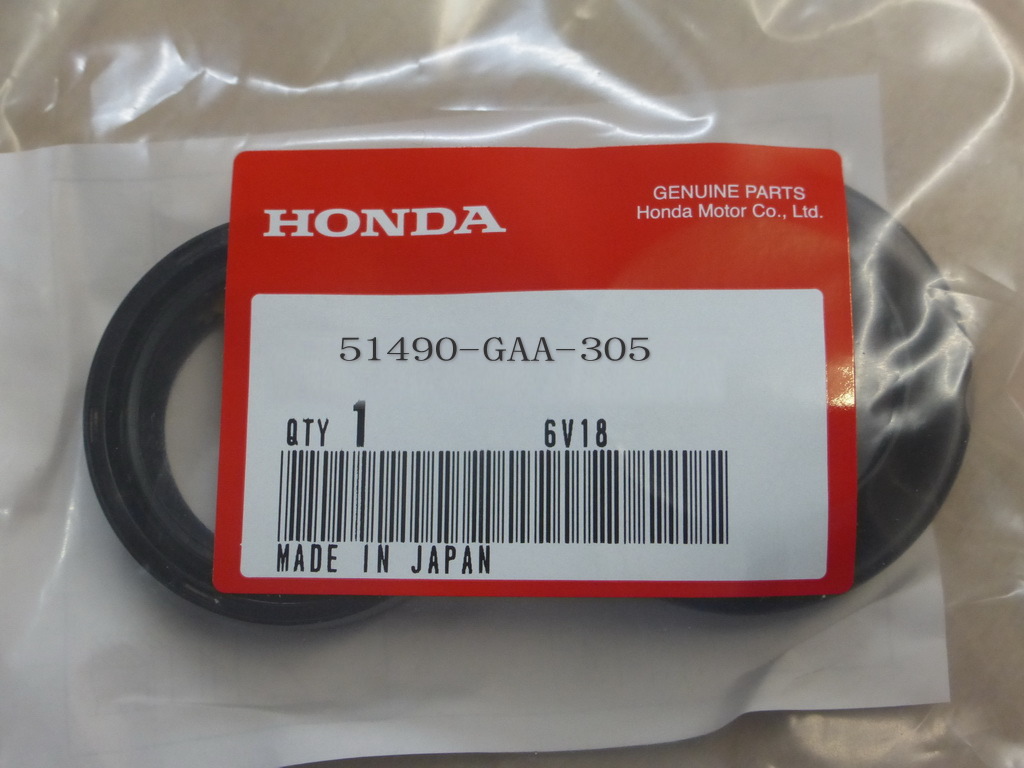 HONDA
GENUINE PARTS
Honda Motor Co., Ltd.
51490-GAA-305
QTY 1 6V18
MADE IN JAPAN